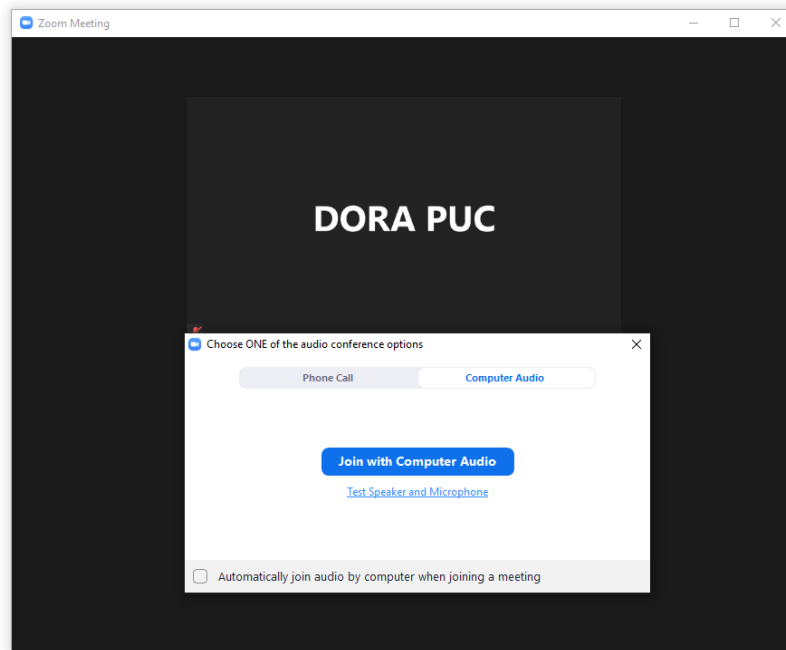 Zoom Meeting
DORA PUC
Choose ONE of the audio conference options
Phone Call
Computer Audio
Join with Computer Audio
Test Speaker and Microphone
Automatically join audio by computer when joining a meeting